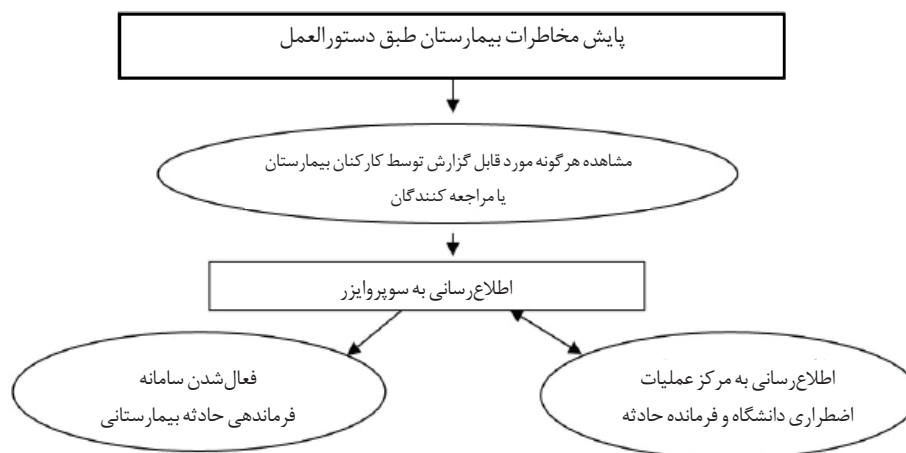 پایش مخاطرات بیمارستان طبق دستورالعمل
مشاهده هرگونه مورد قابل گزارش توسط کارکنان بیمارستان
یا مراجعه کنندگان
اطلاع‌رسانی به سوپروایزر
اطلاع‌رسانی به مرکز عملیات
اضطراری دانشگاه و فرمانده حادثه
فعال‌شدن سامانه
فرماندهی حادثه بیمارستانی